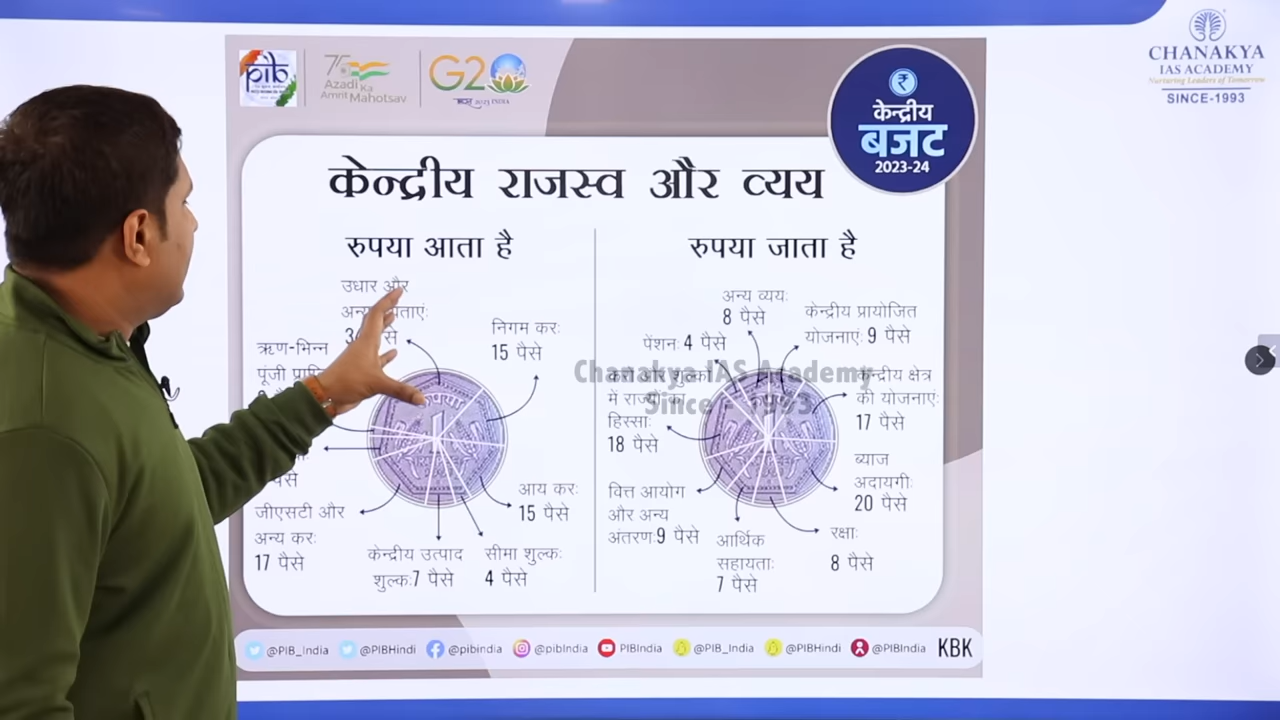 pib
75
Azadi Ka
Amrit Mahotsav
G20
भारत 2023 INDIA
CHANAKYA
IAS ACADEMY
Nurturing Leaders of Tomorrow
SINCE-1993
केन्द्रीय
बजट
2023-24
केन्द्रीय राजस्व और व्यय
रुपया आता है
उधार और
निगम कर:
15 पैसे
ऋण-भिन्न
पूंजी
जीएसटी और
अन्य कर:
17 पैसे
केन्द्रीय उत्पाद
शुल्क:7 पैसे
सीमा शुल्क:
4 पैसे
आय कर:
15 पैसे
रुपया जाता है
अन्य व्यय:
8 पैसे
केन्द्रीय प्रायोजित
योजनाएं: 9 पैसे
पेंशन: 4 पैसे
में राज्यों का
हिस्सा:
18 पैसे
केन्द्रीय क्षेत्र
की योजनाएं:
17 पैसे
ब्याज
अदायगी:
20 पैसे
वित्त आयोग
और अन्य
अंतरण:9 पैसे
आर्थिक
सहायता:
7 पैसे
रक्षा:
8 पैसे
Chanakya IAS Academy
Since - 1993
@PIB_India
@PIBHindi
@pibindia
@pibIndia
PIBIndia
@PIB_India
@PIBHindi
@PIBIndia
KBK